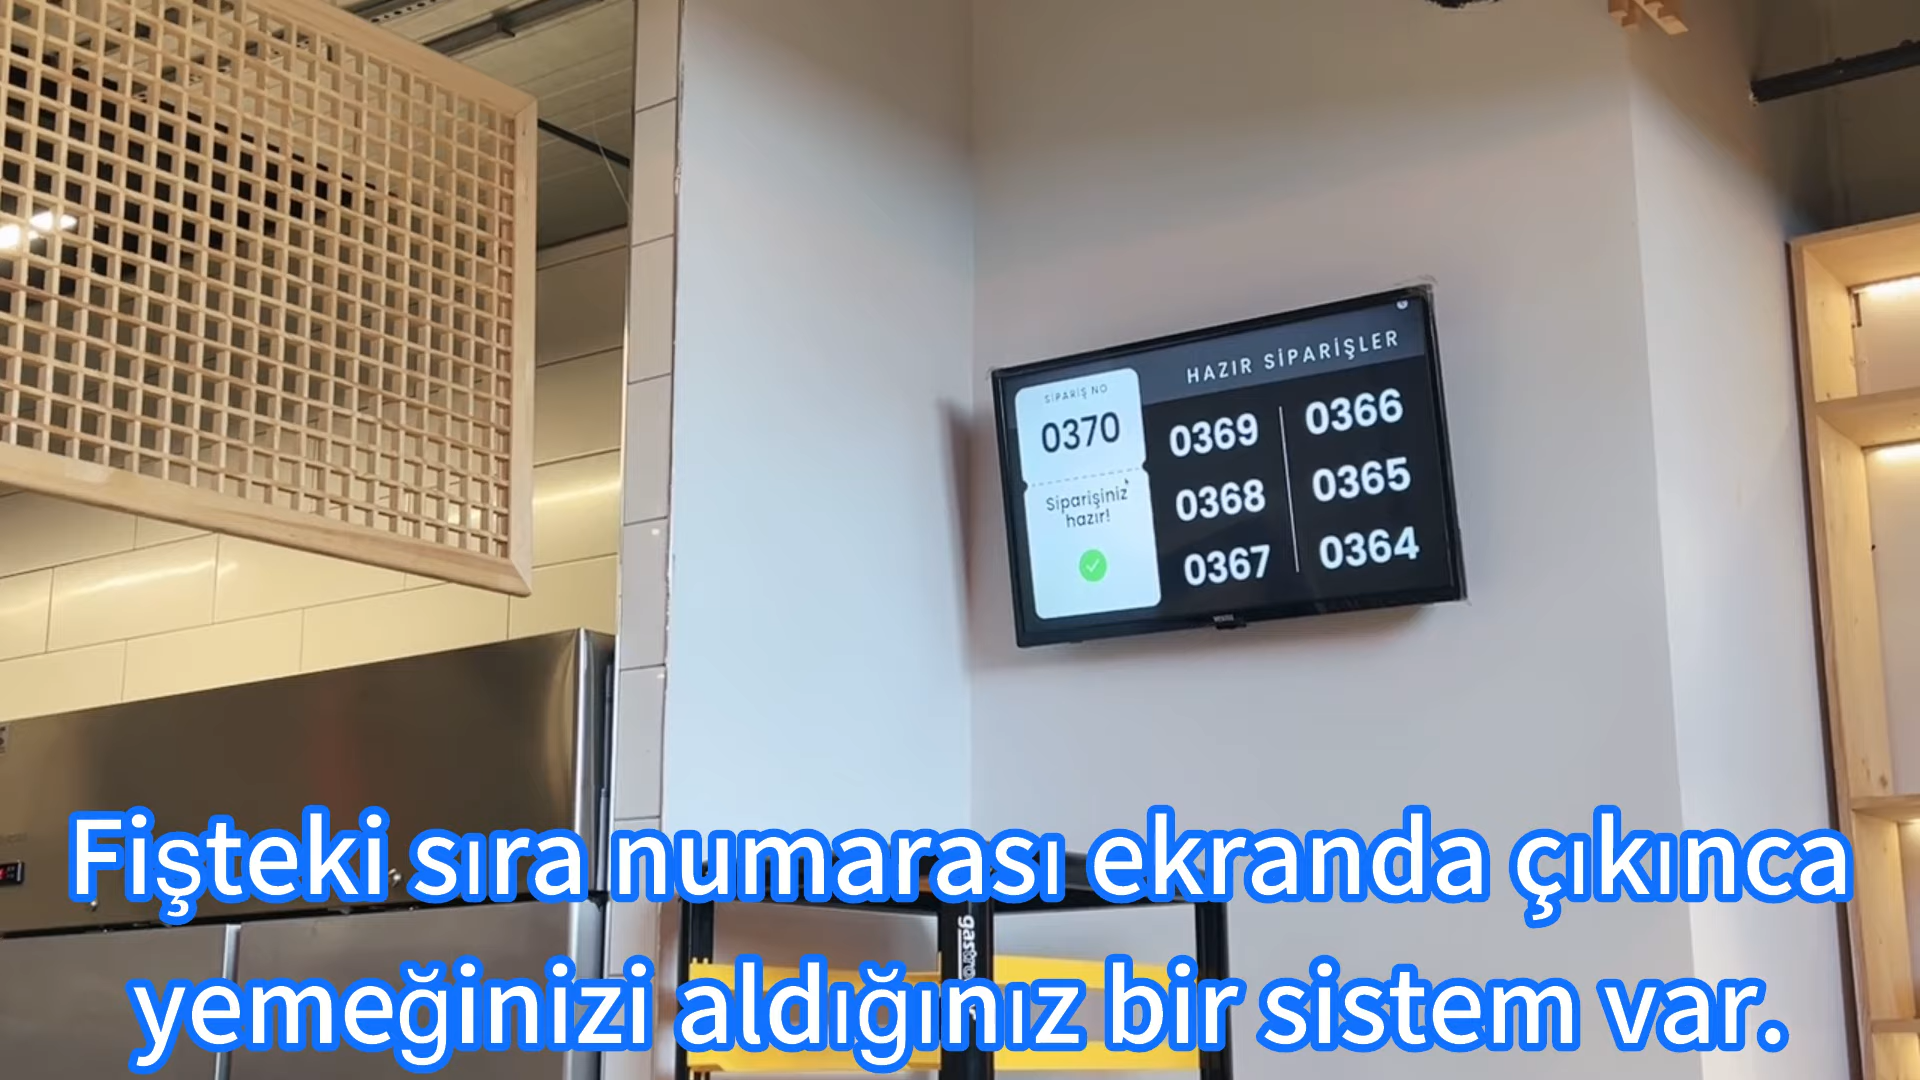 HAZIR SİPARİŞLER
SİPARİŞ NO
0370
Siparişiniz
hazır!
0369
0366
0368
0365
0367
0364
Fişteki sıra numarası ekranda çıkınca
yemeğinizi aldığınız bir sistem var.